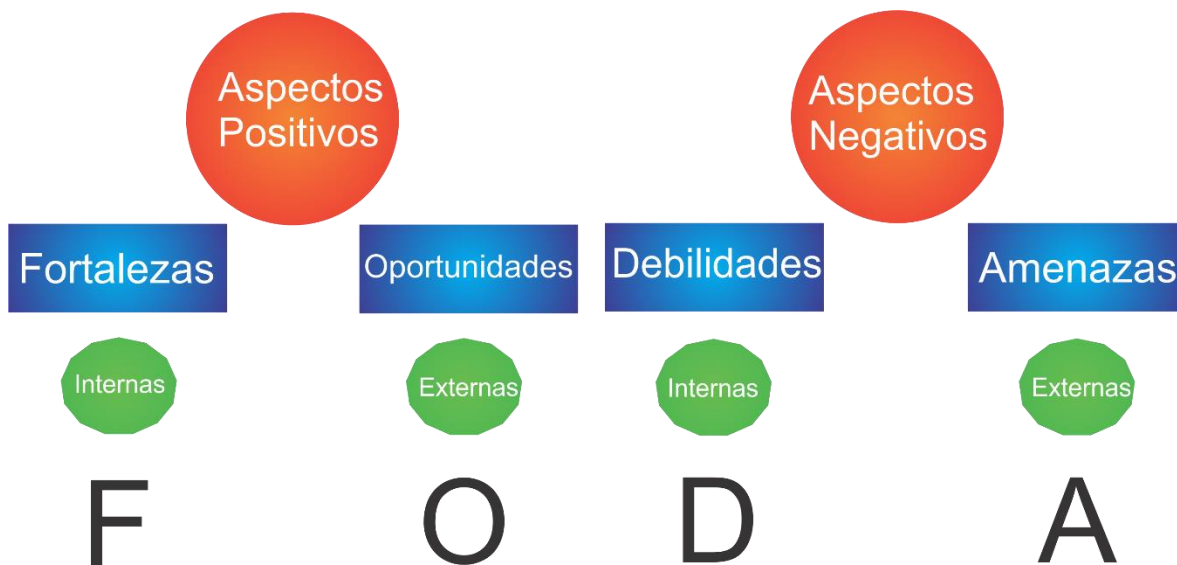 Aspectos
Positivos
Aspectos
Negativos
Fortalezas
Oportunidades
Debilidades
Amenazas
Internas
Externas
Internas
Externas
F
O
D
A